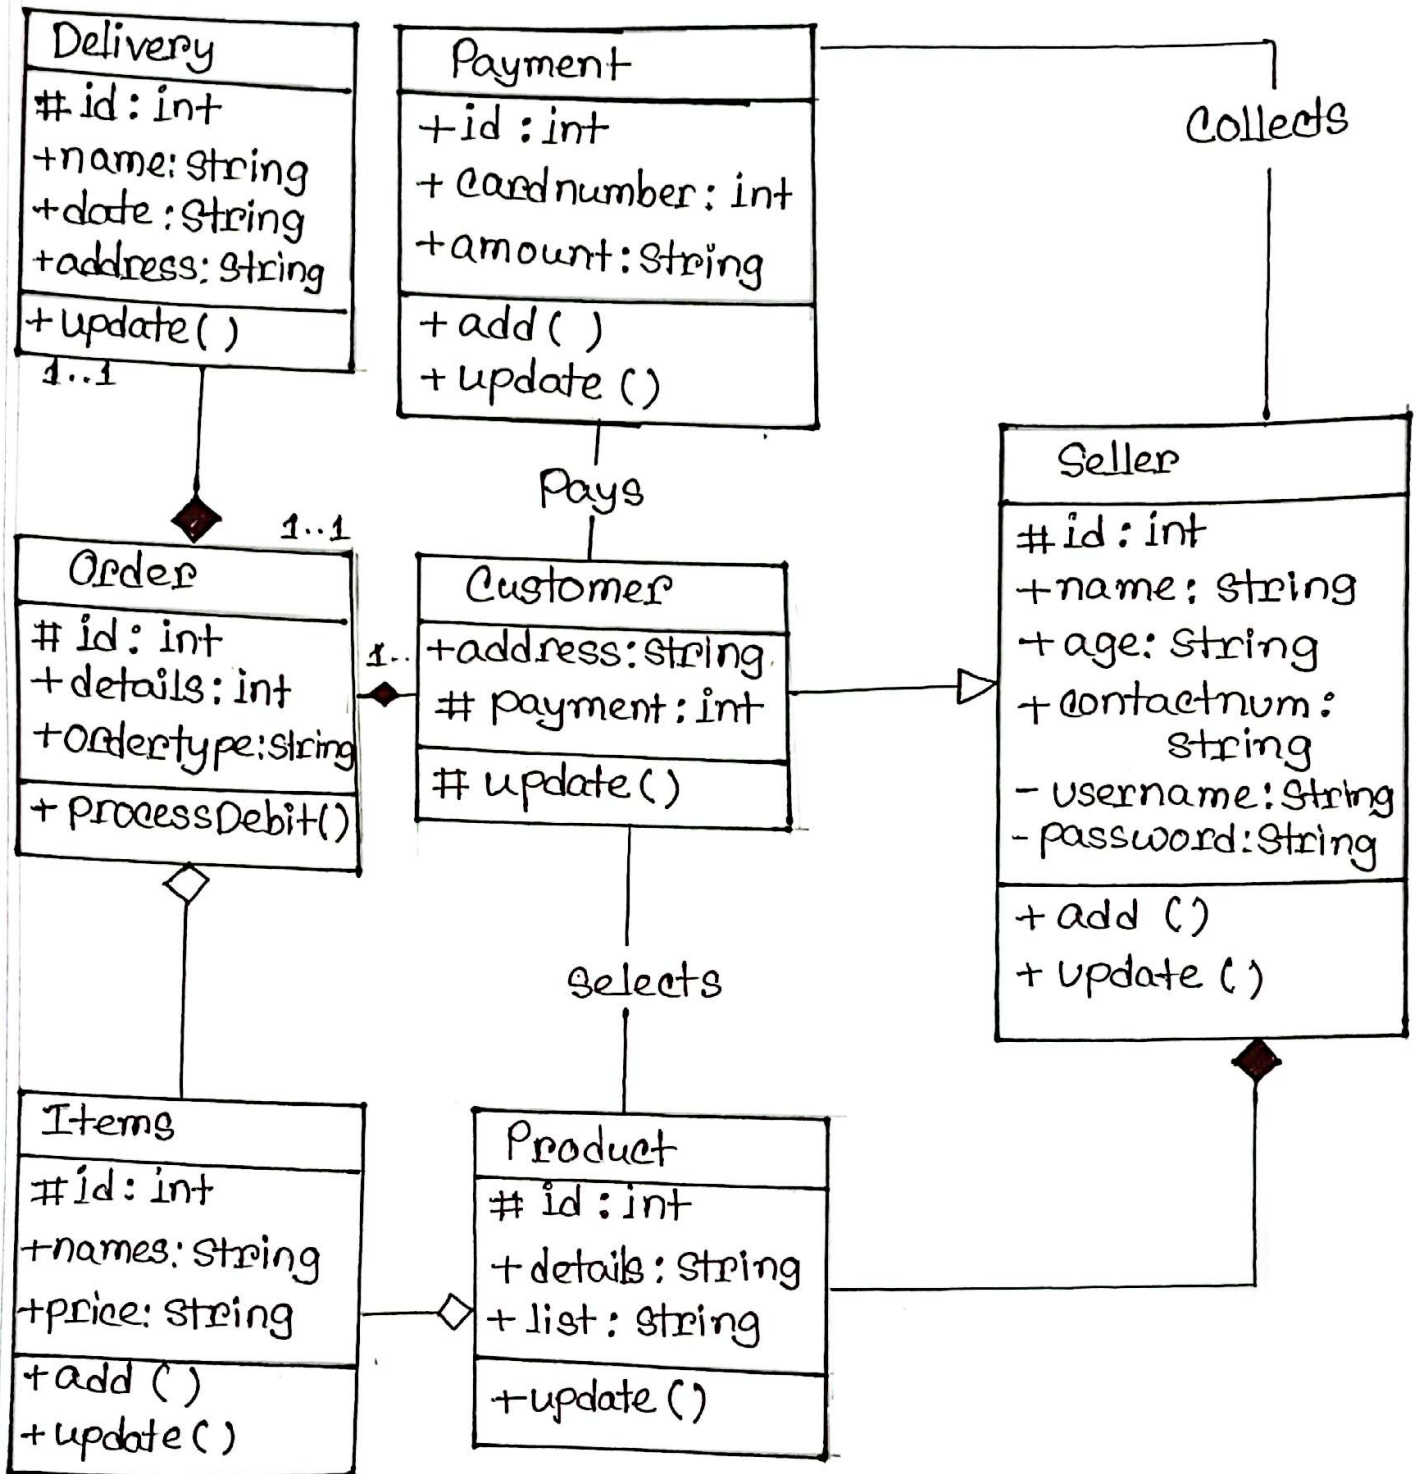 Delivery
# id : int
+name: String
+date : String
+address: String
+update( )
1..1
Payment
+id : int
+ cardnumber: int
+amount: String
+ add ( )
+ update ( )
Collects
Pays
1..1
Order
# id : int
+ details: int
+ordertype:String
+ processDebit()
1..
Customer
+address:String
# payment : int
# update( )
Seller
# id : int
+name : String
+ age: String
+ contactnum :
String
- username:String
- password:String
+ add ( )
+ update ( )
Selects
Items
#id : int
+names: String
+price: String
+add ( )
+update( )
Product
# id : int
+details : String
+ list : String
+update ( )